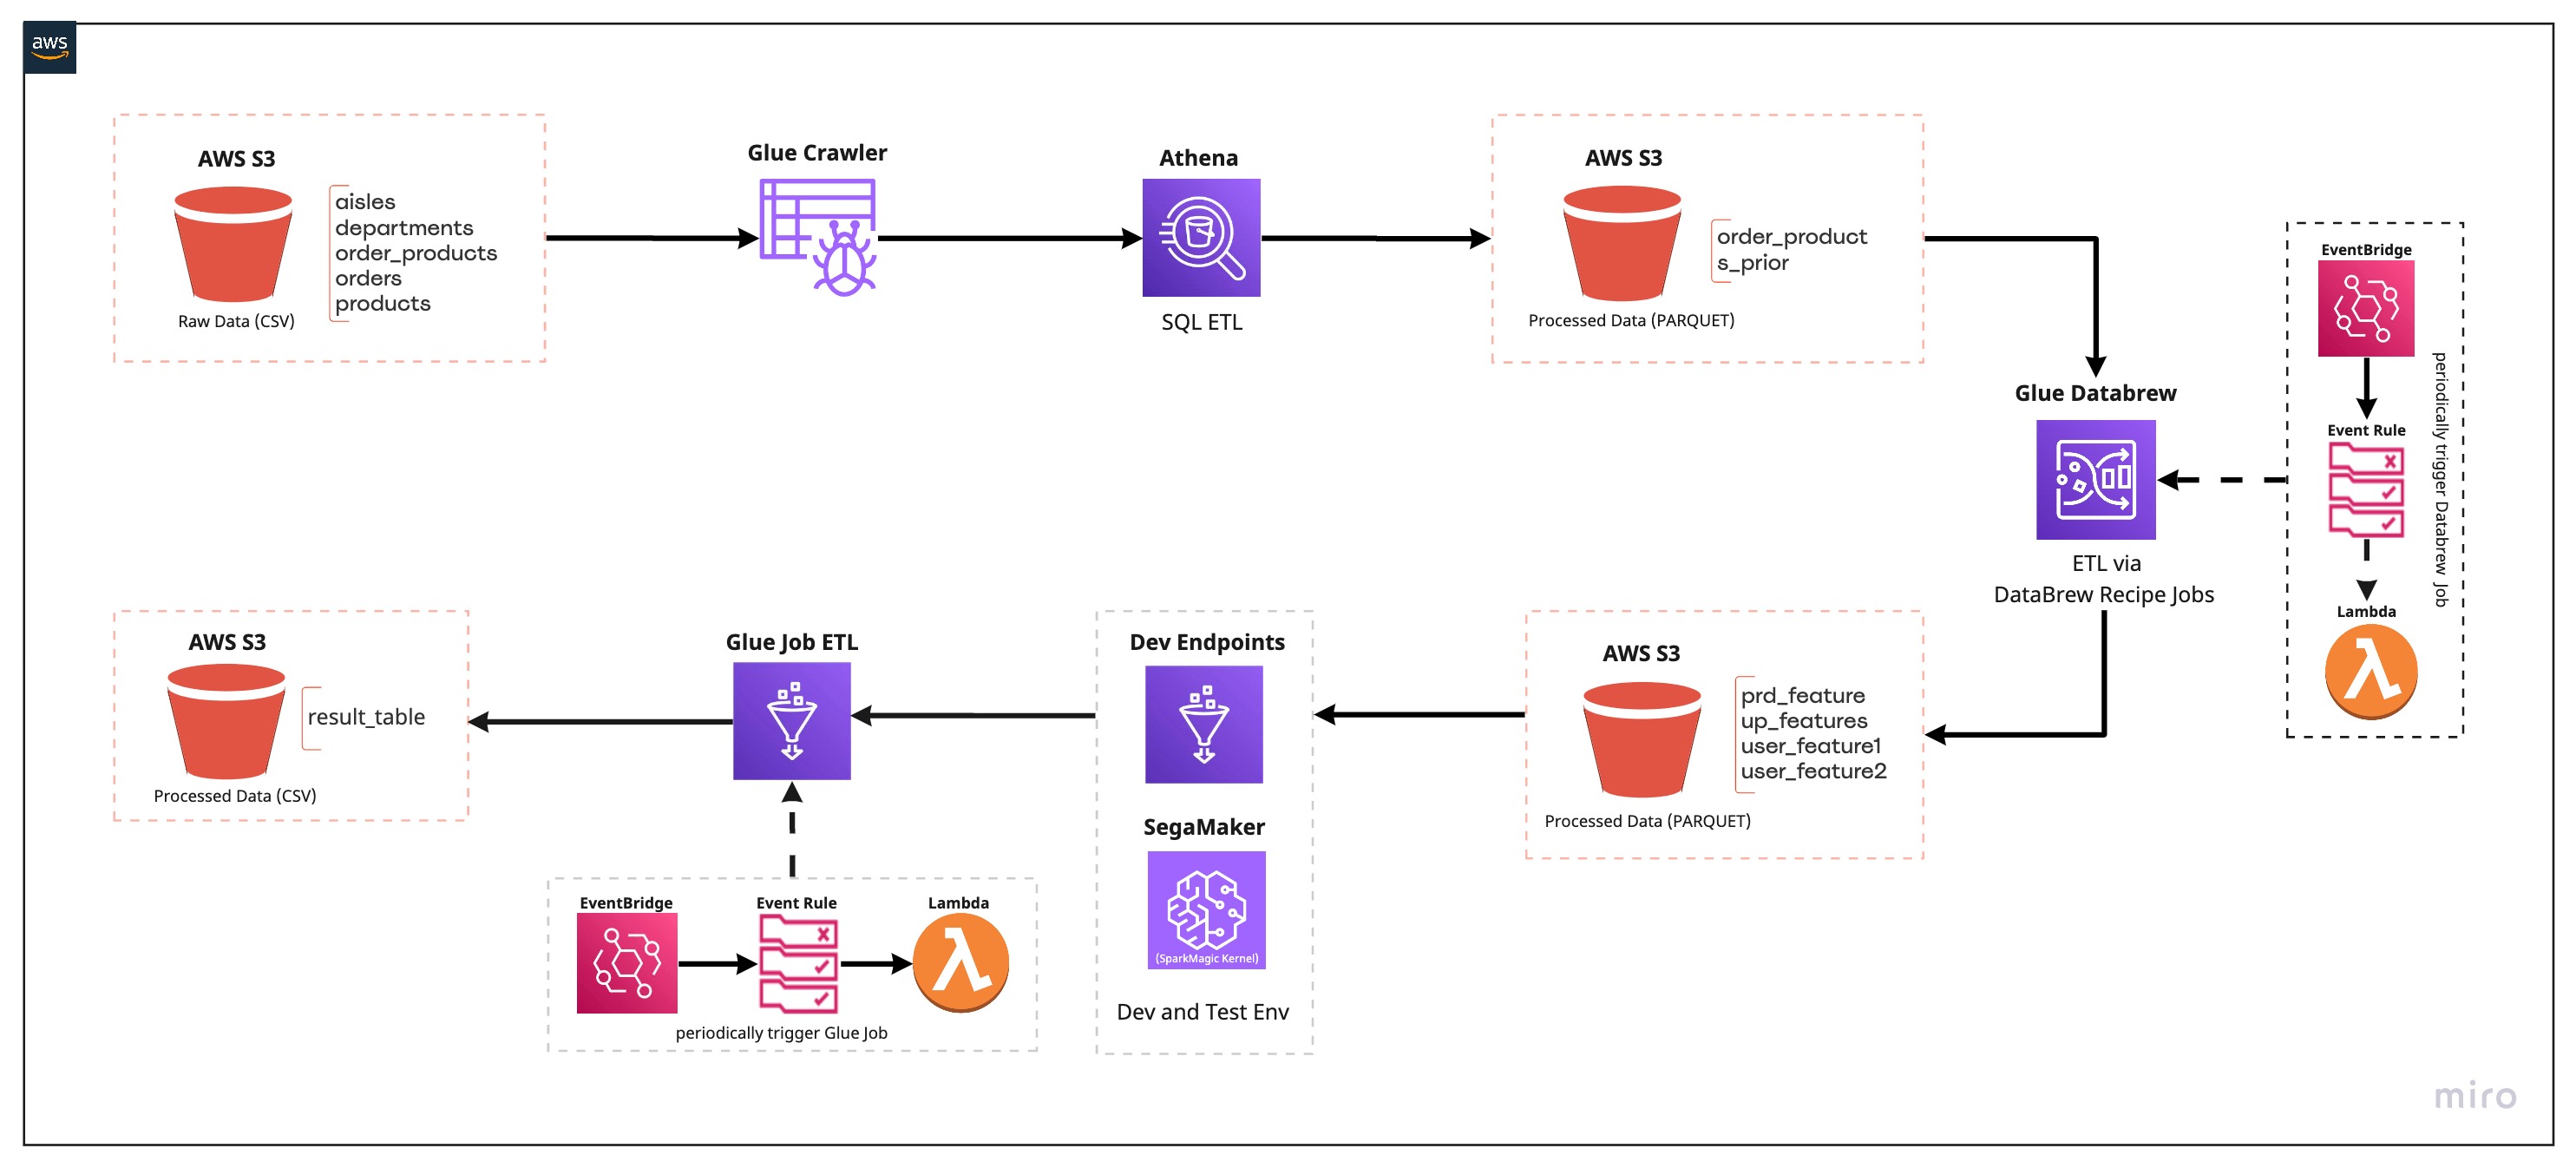 aws
AWS S3
aisles
departments
order_products
orders
products
Raw Data (CSV)
Glue Crawler
Athena
SQL ETL
AWS S3
order_product
s_prior
Processed Data (PARQUET)
Glue Databrew
ETL via
DataBrew Recipe Jobs
EventBridge
Event Rule
Lambda
periodically trigger Databrew Job
AWS S3
prd_feature
up_features
user_feature1
user_feature2
Processed Data (PARQUET)
Dev Endpoints
SegaMaker
(SparkMagic Kernel)
Dev and Test Env
Glue Job ETL
EventBridge
Event Rule
Lambda
periodically trigger Glue Job
AWS S3
result_table
Processed Data (CSV)
miro